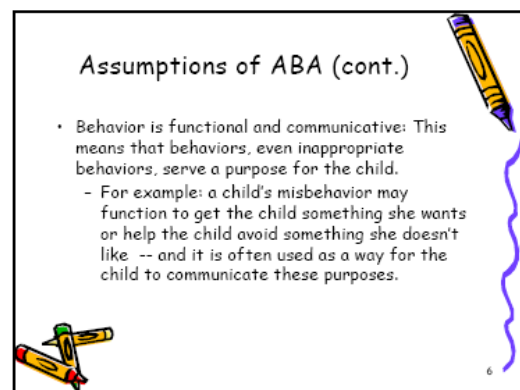 Assumptions of ABA (cont.)
• Behavior is functional and communicative: This
means that behaviors, even inappropriate
behaviors, serve a purpose for the child.
– For example: a child's misbehavior may
function to get the child something she wants
or help the child avoid something she doesn't
like -- and it is often used as a way for the
child to communicate these purposes.
6